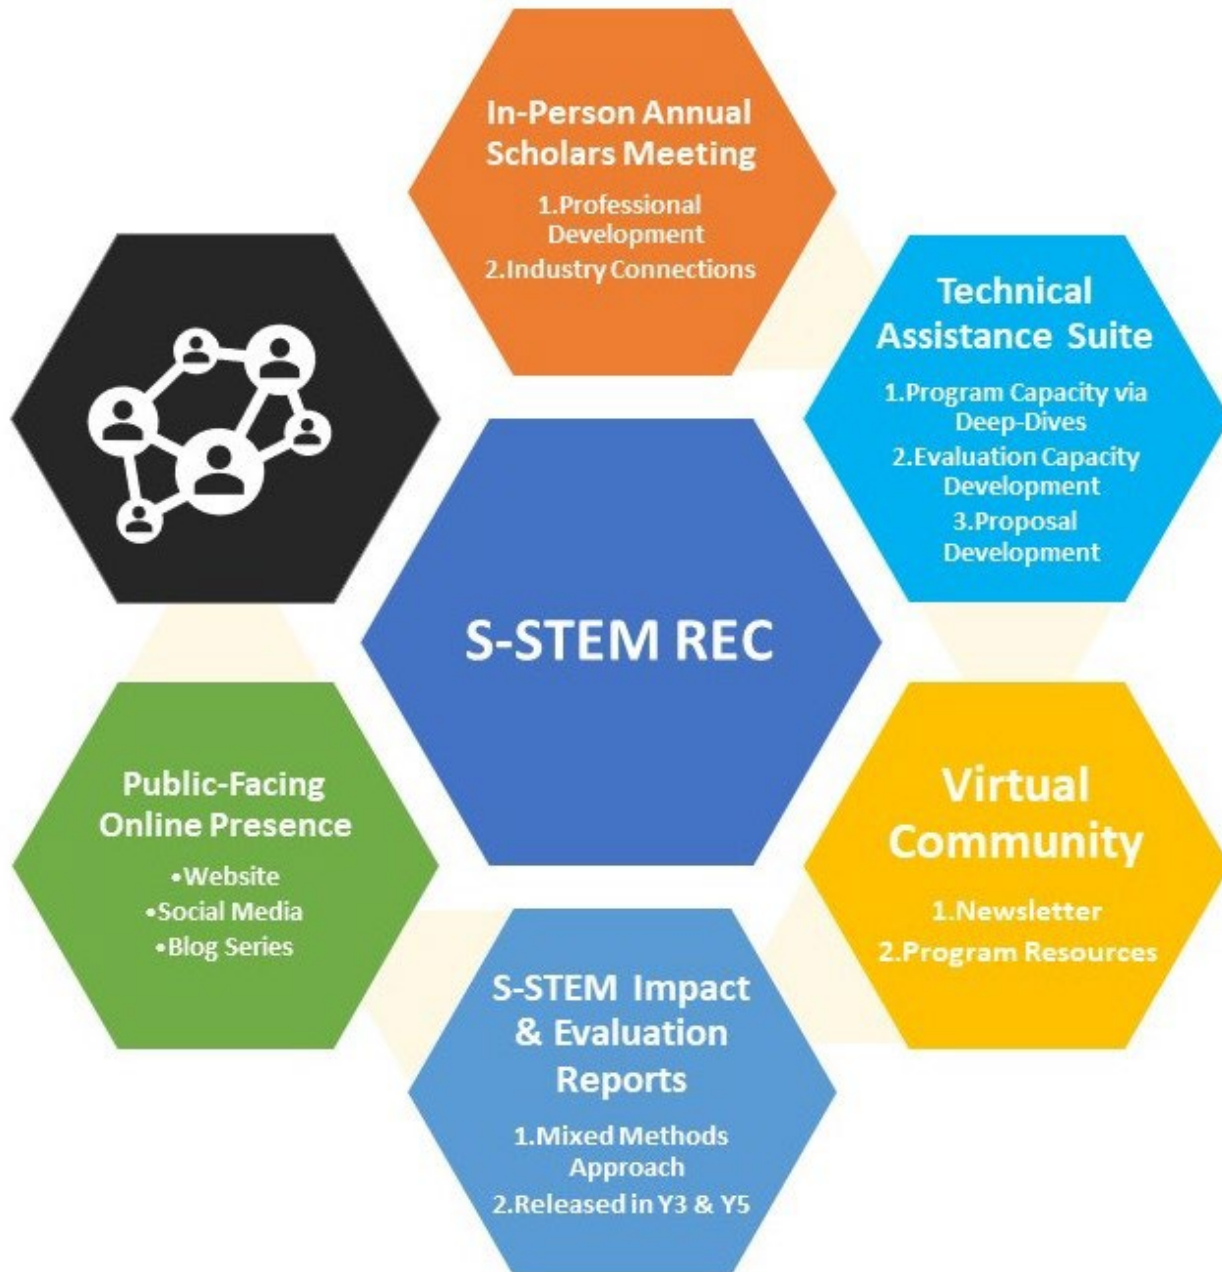 In-Person Annual
Scholars Meeting
1.Professional
Development
2.Industry Connections
Technical
Assistance Suite
1.Program Capacity via
Deep-Dives
2.Evaluation Capacity
Development
3.Proposal
Development
S-STEM REC
Virtual
Community
1.Newsletter
2.Program Resources
S-STEM Impact
& Evaluation
Reports
1.Mixed Methods
Approach
2.Released in Y3 & Y5
Public-Facing
Online Presence
•Website
•Social Media
•Blog Series